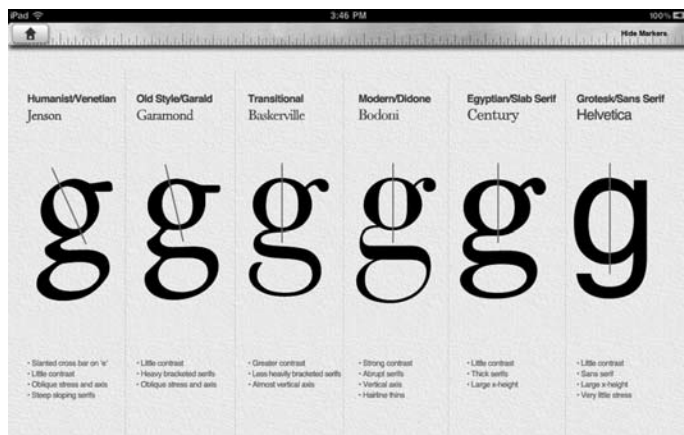 iPad 3:46 PM 100%
Hide Markers
Humanist/Venetian
Jenson
Old Style/Garald
Garamond
Transitional
Baskerville
Modern/Didone
Bodoni
Egyptian/Slab Serif
Century
Grotesk/Sans Serif
Helvetica
g g g g g g
• Slanted cross bar on 'e'
• Little contrast
• Oblique stress and axis
• Steep sloping serifs
• Little contrast
• Heavy bracketed serifs
• Oblique stress and axis
• Greater contrast
• Less heavily bracketed serifs
• Almost vertical axis
• Strong contrast
• Abrupt serifs
• Vertical axis
• Hairline thins
• Little contrast
• Thick serifs
• Large x-height
• Little contrast
• Sans serif
• Large x-height
• Very little stress